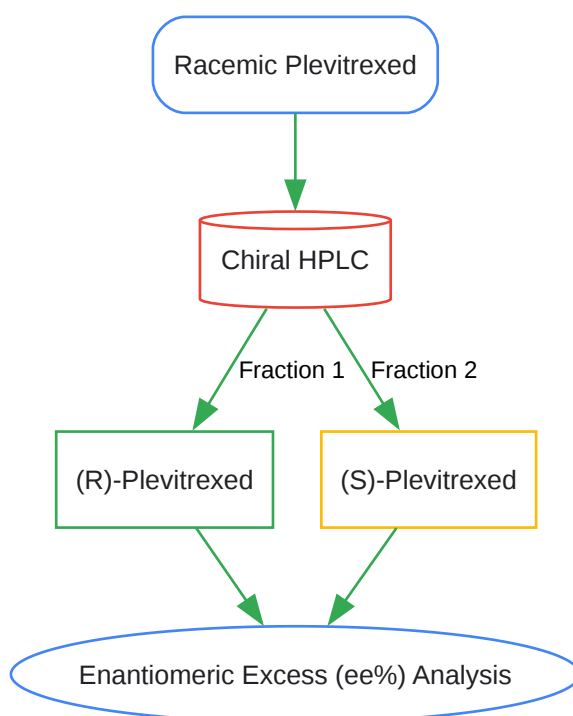 Racemic Plevitrexed
Chiral HPLC
Fraction 1
Fraction 2
(R)-Plevitrexed
(S)-Plevitrexed
Enantiomeric Excess (ee%) Analysis